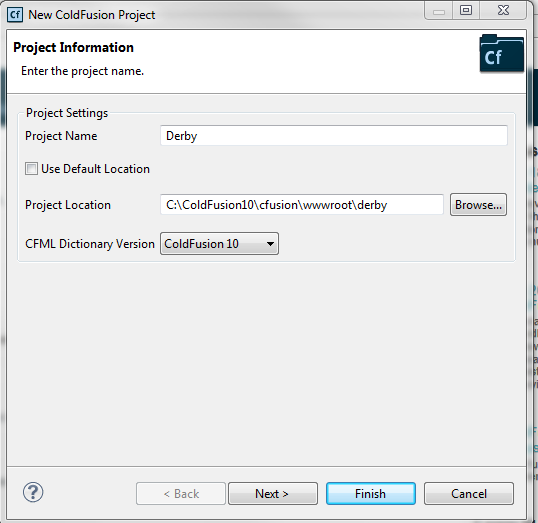 Cf New ColdFusion Project
Project Information
Enter the project name.
Cf
Project Settings
Project Name Derby
Use Default Location
Project Location C:\ColdFusion10\cfusion\wwwroot\derby Browse...
CFML Dictionary Version ColdFusion 10
? < Back Next > Finish Cancel